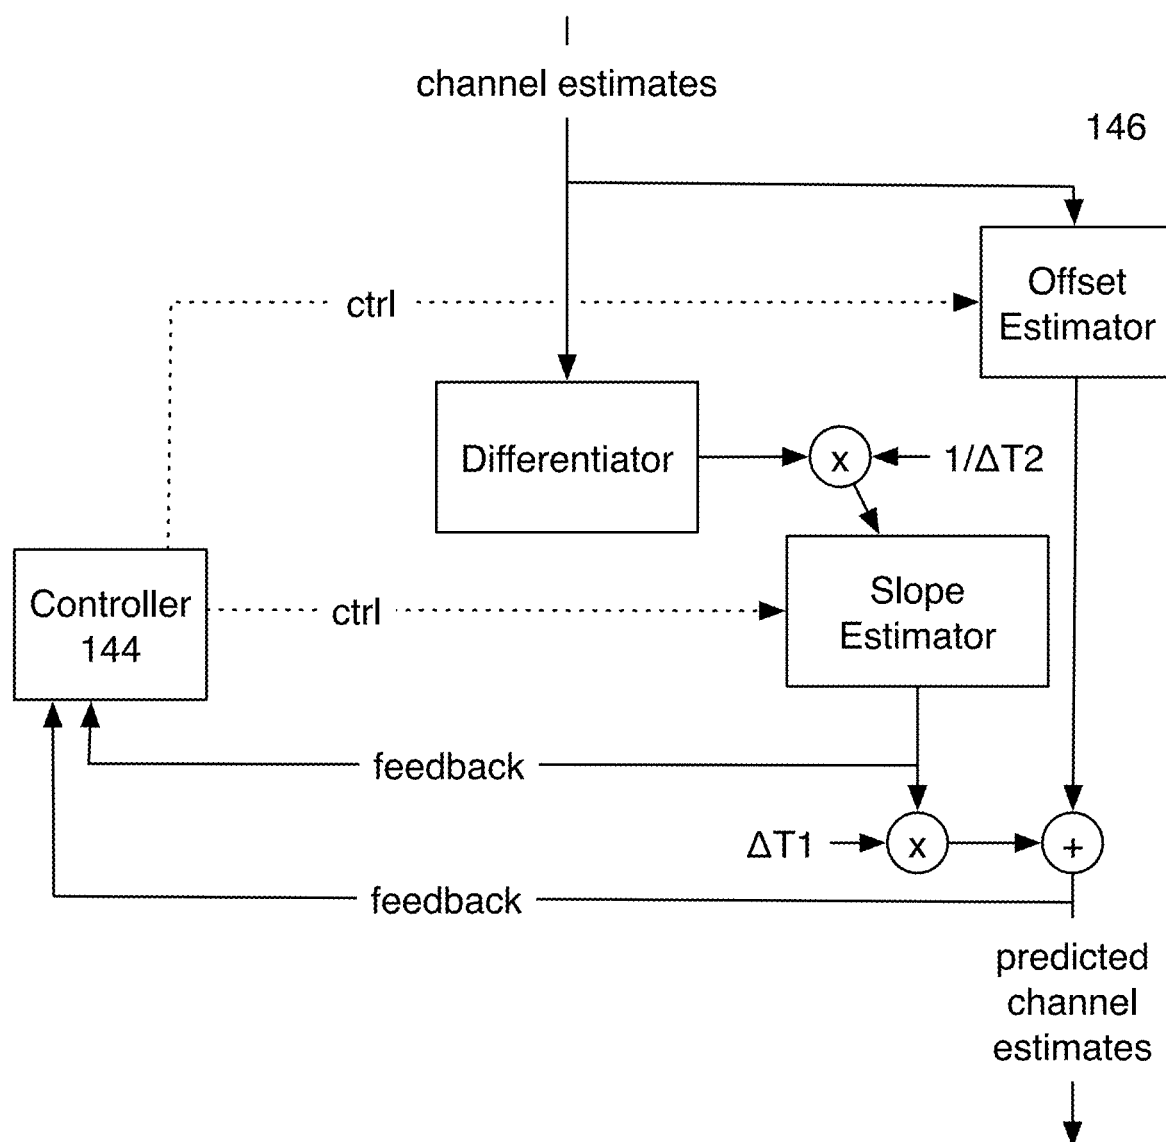 channel estimates
146
Offset
Estimator
ctrl
Differentiator
x
1/ΔT2
Controller
144
ctrl
Slope
Estimator
feedback
ΔT1
x
+
feedback
predicted
channel
estimates